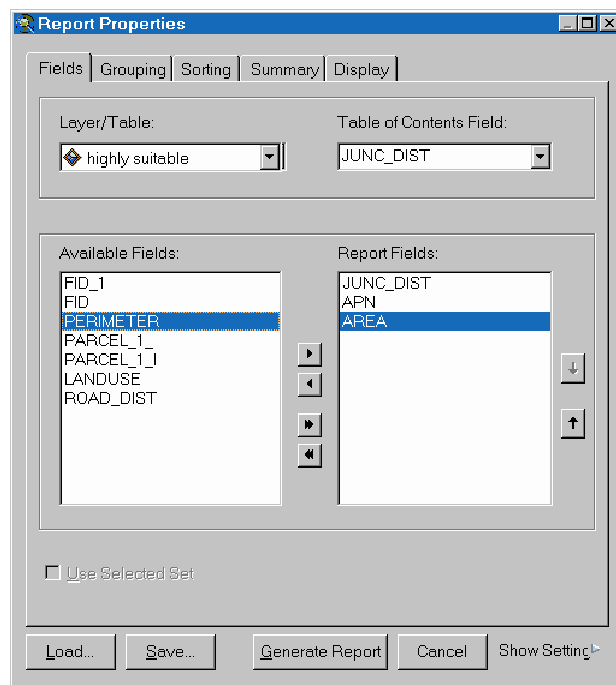 Report Properties
Fields Grouping Sorting Summary Display
Layer/Table:
Table of Contents Field:
highly suitable
JUNC_DIST
Available Fields:
Report Fields:
FID_1
FID
PERIMETER
PARCEL_1_
PARCEL_1_I
LANDUSE
ROAD_DIST
JUNC_DIST
APN
AREA
Use Selected Set
Load... Save... Generate Report Cancel Show Setting